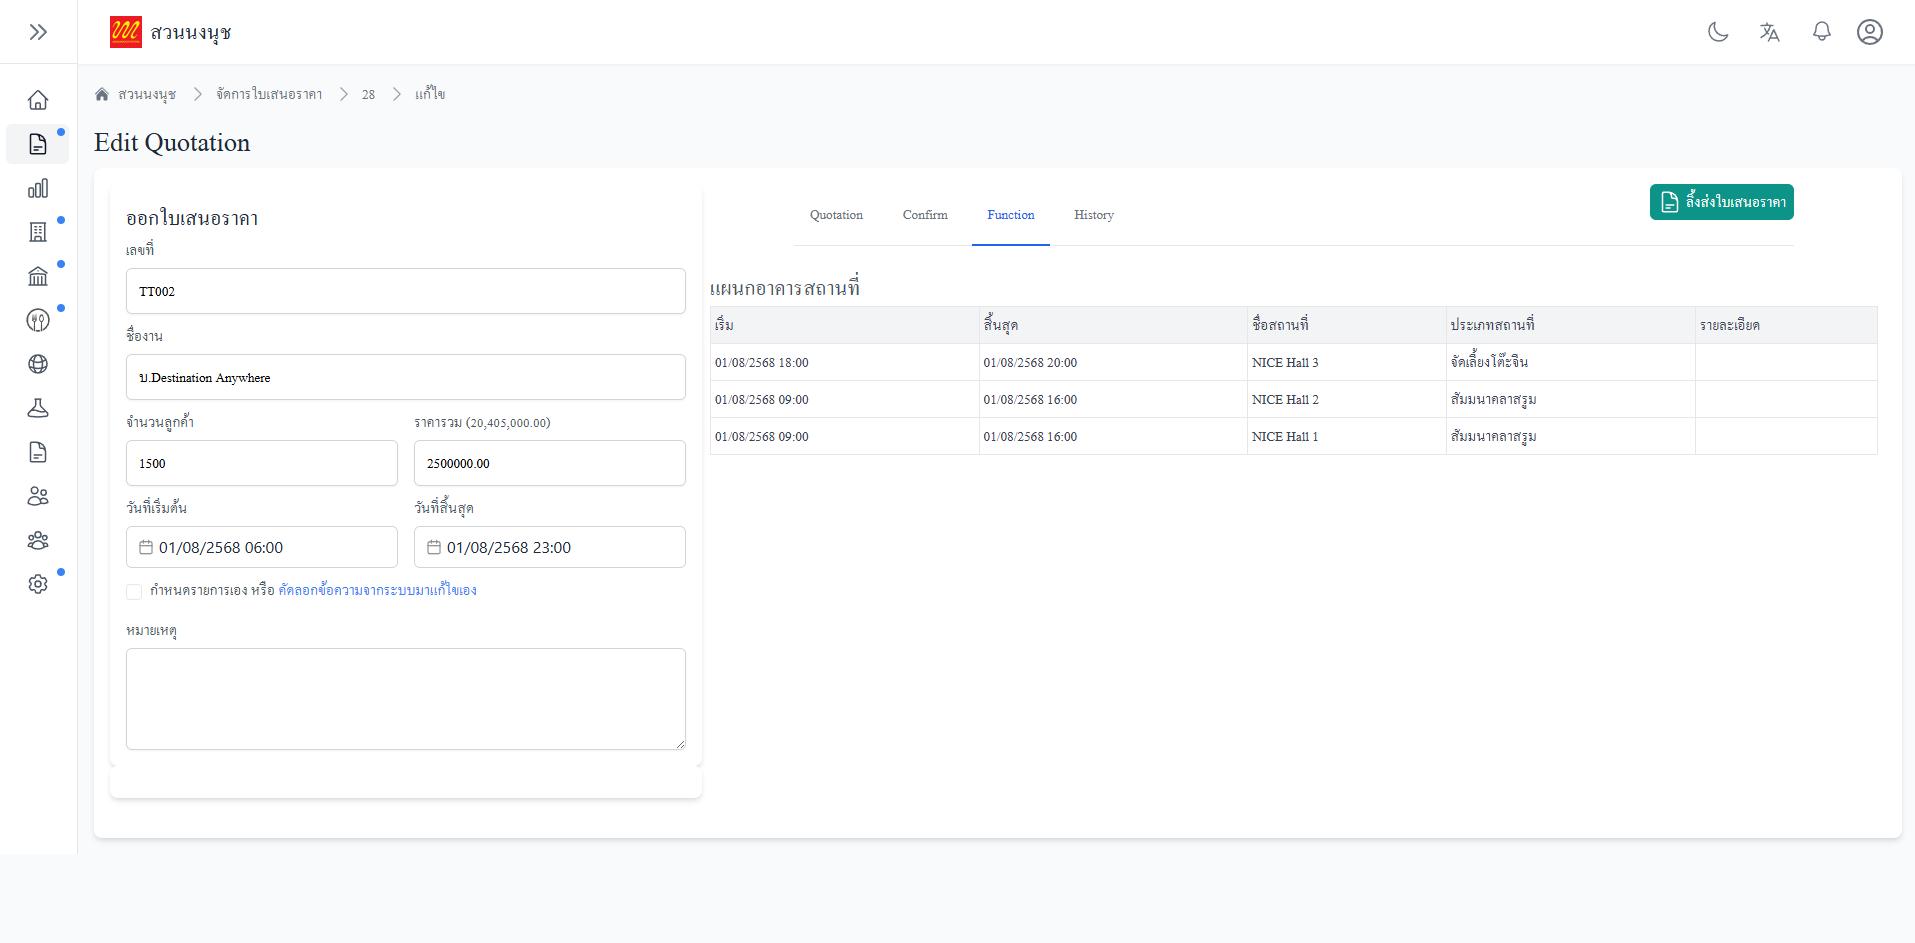 สวนนงนุช
สวนนงนุช > จัดการใบเสนอราคา > 28 > แก้ไข
Edit Quotation
ออกใบเสนอราคา
เลขที่
TT002
ชื่องาน
บ.Destination Anywhere
จำนวนลูกค้า ราคารวม (20,405,000.00)
1500 2500000.00
วันที่เริ่มต้น วันที่สิ้นสุด
01/08/2568 06:00 01/08/2568 23:00
กำหนดรายการเอง หรือ คัดลอกข้อความจากระบบมาแก้ไขเอง
หมายเหตุ
Quotation Confirm Function History
ลิ้งส่งใบเสนอราคา
แผนกอาคารสถานที่
เริ่ม สิ้นสุด ชื่อสถานที่ ประเภทสถานที่ รายละเอียด
01/08/2568 18:00 01/08/2568 20:00 NICE Hall 3 จัดเลี้ยงโต๊ะจีน
01/08/2568 09:00 01/08/2568 16:00 NICE Hall 2 สัมมนาคลาสรูม
01/08/2568 09:00 01/08/2568 16:00 NICE Hall 1 สัมมนาคลาสรูม